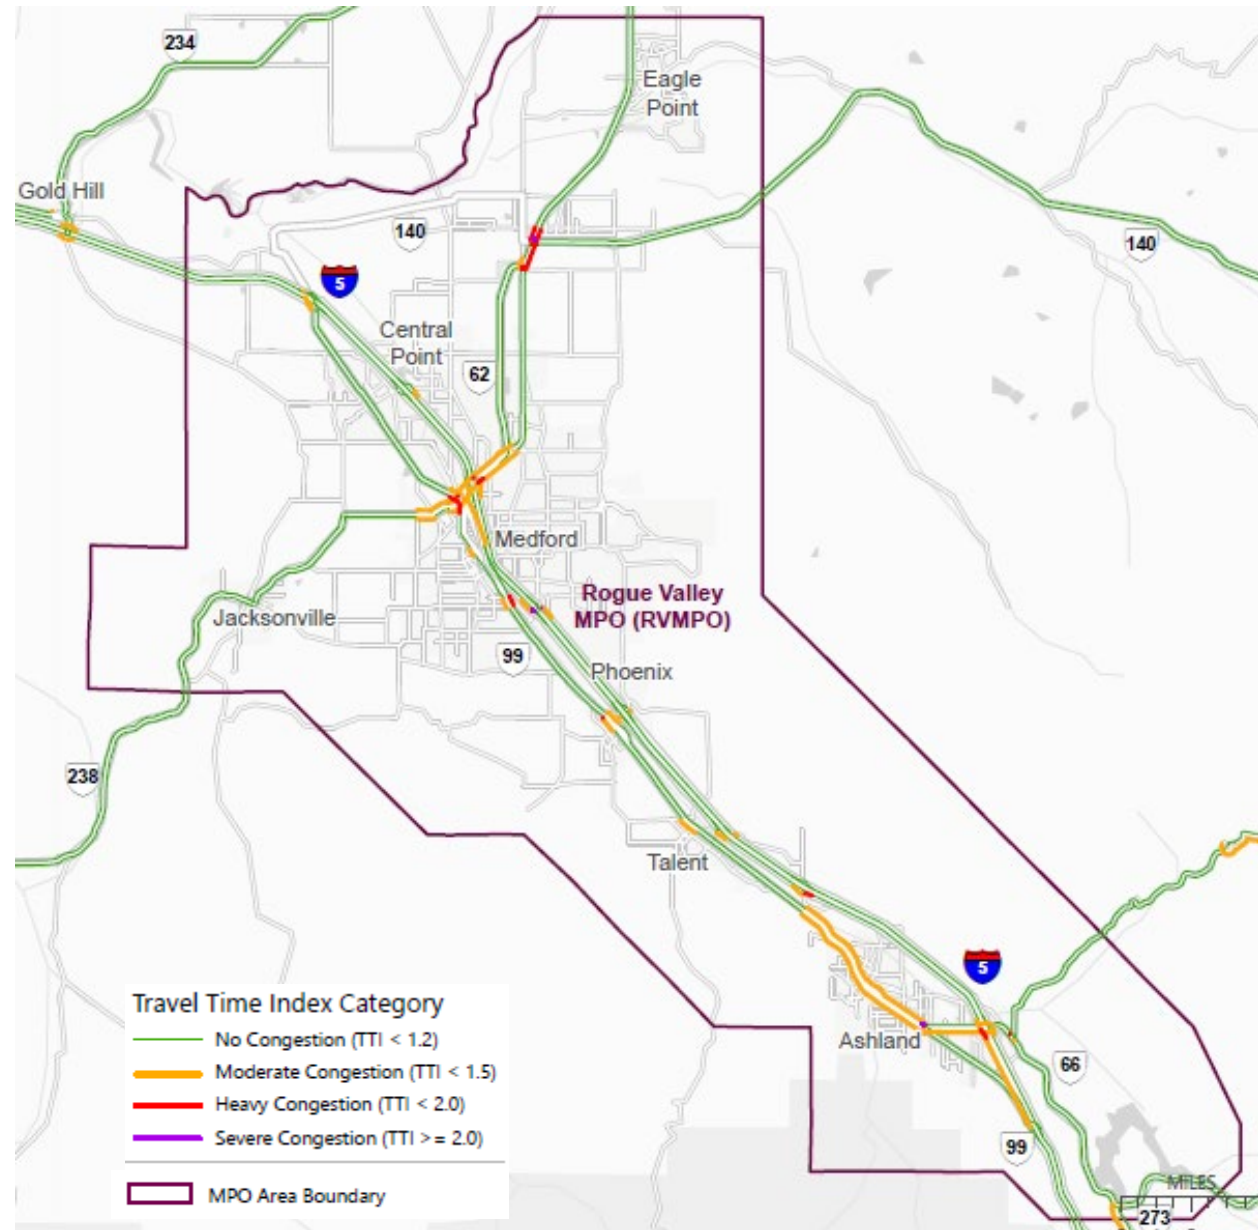 234
Eagle
Point
Gold Hill
140
140
5
Central
Point
62
Medford
Rogue Valley
MPO (RVMPO)
Jacksonville
99
Phoenix
238
Talent
5
Travel Time Index Category
No Congestion (TTI < 1.2)
Moderate Congestion (TTI < 1.5)
Heavy Congestion (TTI < 2.0)
Severe Congestion (TTI >= 2.0)
MPO Area Boundary
Ashland
66
99
MILES
273